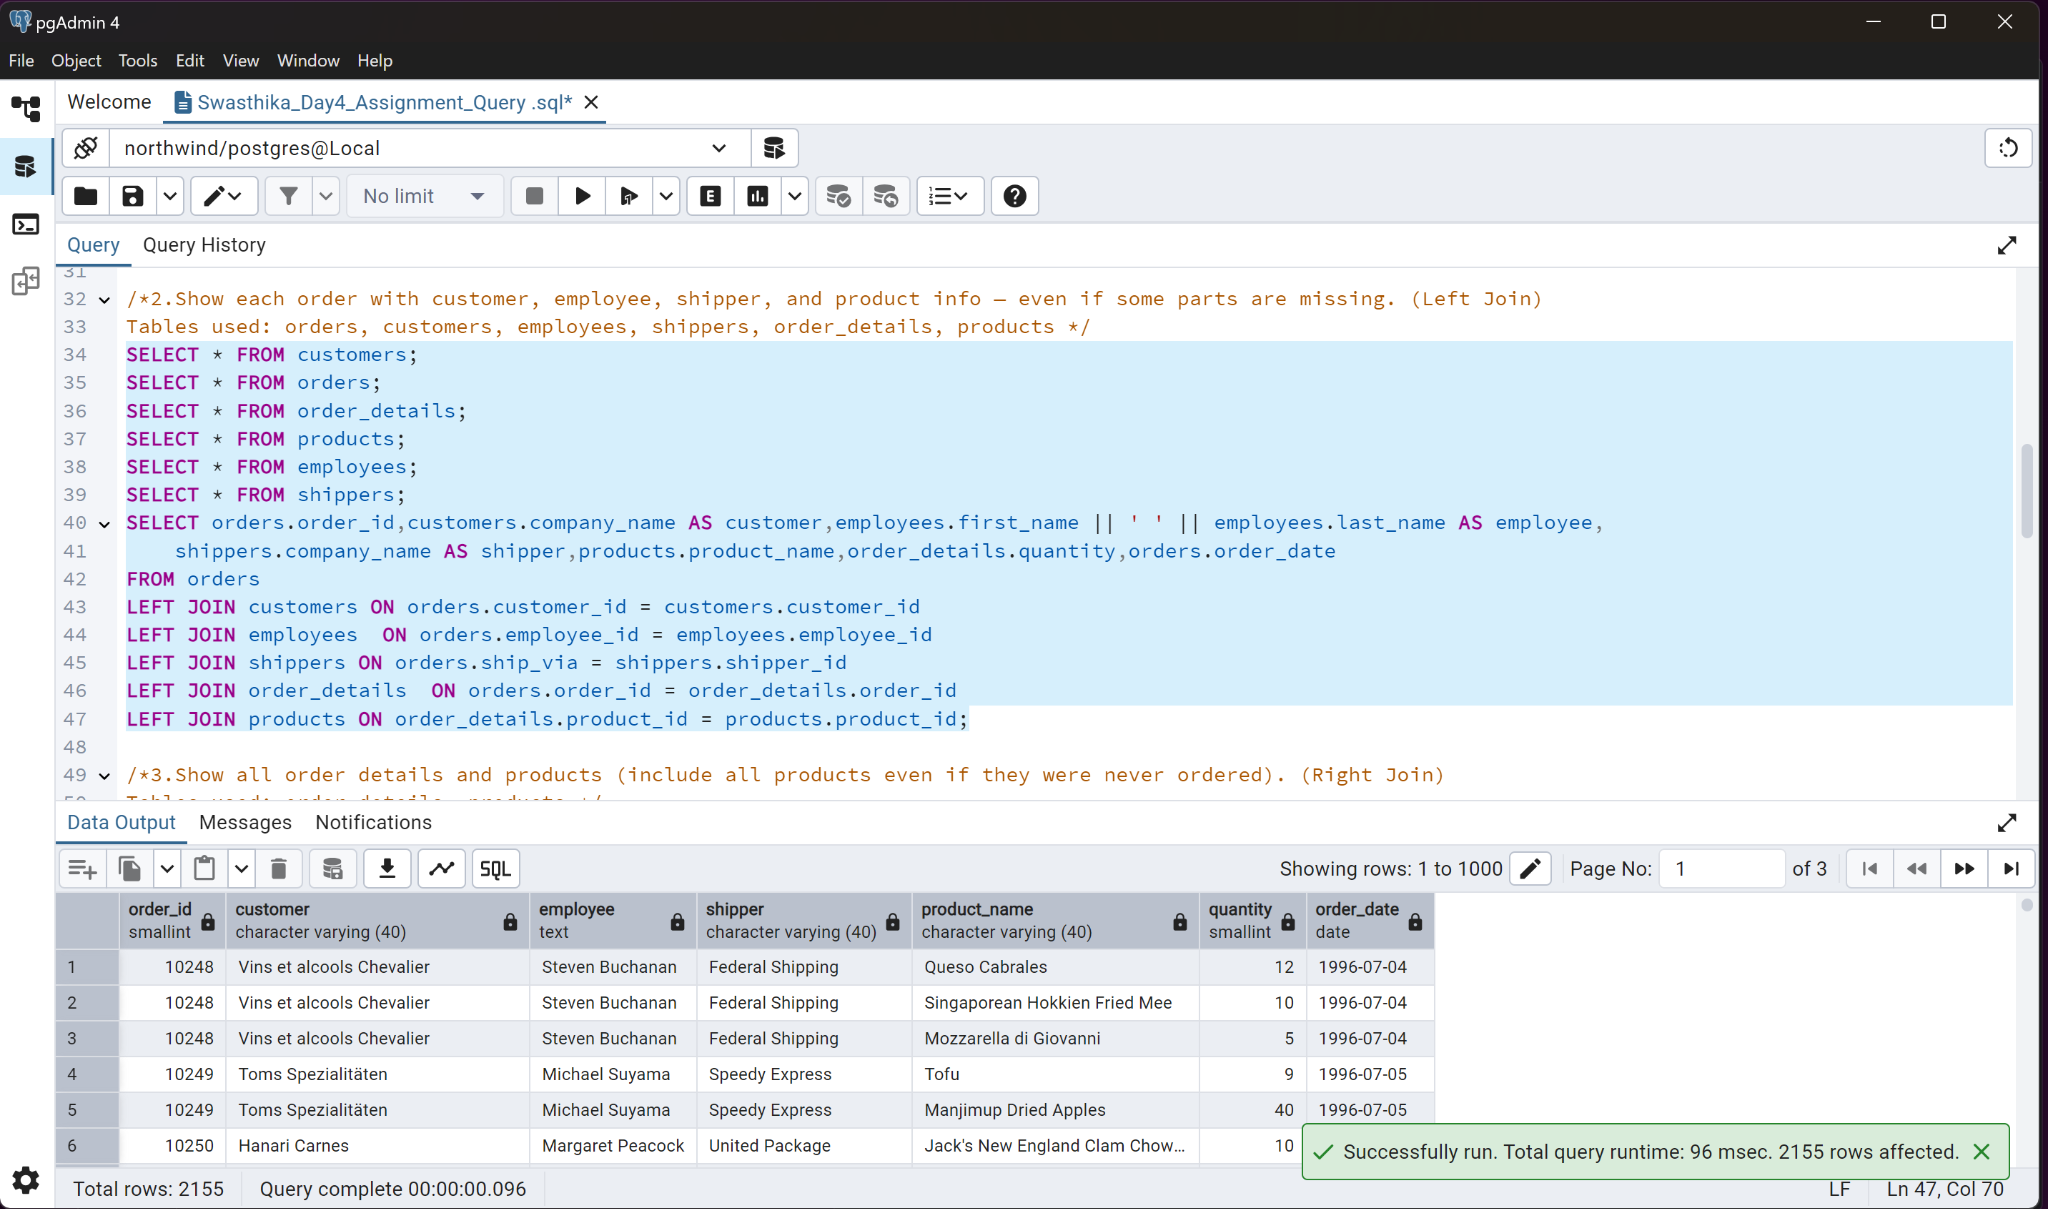 pgAdmin 4
File Object Tools Edit View Window Help
Welcome Swasthika_Day4_Assignment_Query .sql*
northwind/postgres@Local
No limit E
Query Query History
31
32 /*2.Show each order with customer, employee, shipper, and product info – even if some parts are missing. (Left Join)
33 Tables used: orders, customers, employees, shippers, order_details, products */
34 SELECT * FROM customers;
35 SELECT * FROM orders;
36 SELECT * FROM order_details;
37 SELECT * FROM products;
38 SELECT * FROM employees;
39 SELECT * FROM shippers;
40 SELECT orders.order_id,customers.company_name AS customer,employees.first_name || ' ' || employees.last_name AS employee,
41 shippers.company_name AS shipper,products.product_name,order_details.quantity,orders.order_date
42 FROM orders
43 LEFT JOIN customers ON orders.customer_id = customers.customer_id
44 LEFT JOIN employees  ON orders.employee_id = employees.employee_id
45 LEFT JOIN shippers ON orders.ship_via = shippers.shipper_id
46 LEFT JOIN order_details  ON orders.order_id = order_details.order_id
47 LEFT JOIN products ON order_details.product_id = products.product_id;
48
49 /*3.Show all order details and products (include all products even if they were never ordered). (Right Join)
50 Tables used: order_details, products */
Data Output Messages Notifications
SQL Showing rows: 1 to 1000 Page No: 1 of 3
order_id customer employee shipper product_name quantity order_date
smallint character varying (40) text character varying (40) character varying (40) smallint date
1 10248 Vins et alcools Chevalier Steven Buchanan Federal Shipping Queso Cabrales 12 1996-07-04
2 10248 Vins et alcools Chevalier Steven Buchanan Federal Shipping Singaporean Hokkien Fried Mee 10 1996-07-04
3 10248 Vins et alcools Chevalier Steven Buchanan Federal Shipping Mozzarella di Giovanni 5 1996-07-04
4 10249 Toms Spezialitäten Michael Suyama Speedy Express Tofu 9 1996-07-05
5 10249 Toms Spezialitäten Michael Suyama Speedy Express Manjimup Dried Apples 40 1996-07-05
6 10250 Hanari Carnes Margaret Peacock United Package Jack's New England Clam Chow... 10
Successfully run. Total query runtime: 96 msec. 2155 rows affected.
Total rows: 2155 Query complete 00:00:00.096 LF Ln 47, Col 70